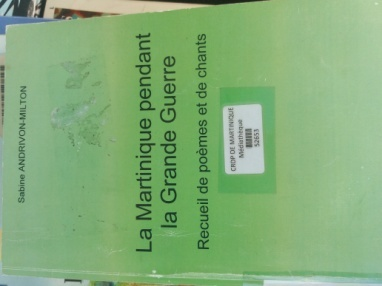 Sabine ANDRIVON-MILTON
La Martinique pendant
la Grande Guerre
Recueil de poèmes et de chants
CRDP DE MARTINIQUE
Médiathèque
52653